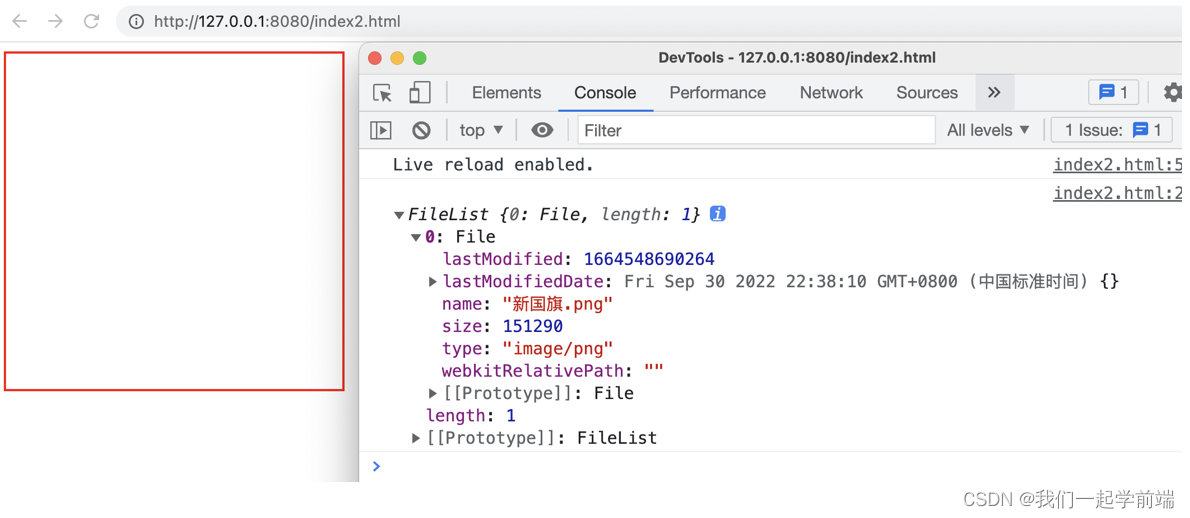 http://127.0.0.1:8080/index2.html
DevTools - 127.0.0.1:8080/index2.html
Elements Console Performance Network Sources » 1
top ▼ Filter All levels ▼ 1 Issue: 1
Live reload enabled. index2.html:5
index2.html:2
▼FileList {0: File, length: 1} i
▼0: File
lastModified: 1664548690264
▶lastModifiedDate: Fri Sep 30 2022 22:38:10 GMT+0800 (中国标准时间) {}
name: "新国旗.png"
size: 151290
type: "image/png"
webkitRelativePath: ""
▶[[Prototype]]: File
length: 1
▶[[Prototype]]: FileList
>
CSDN @我们一起学前端